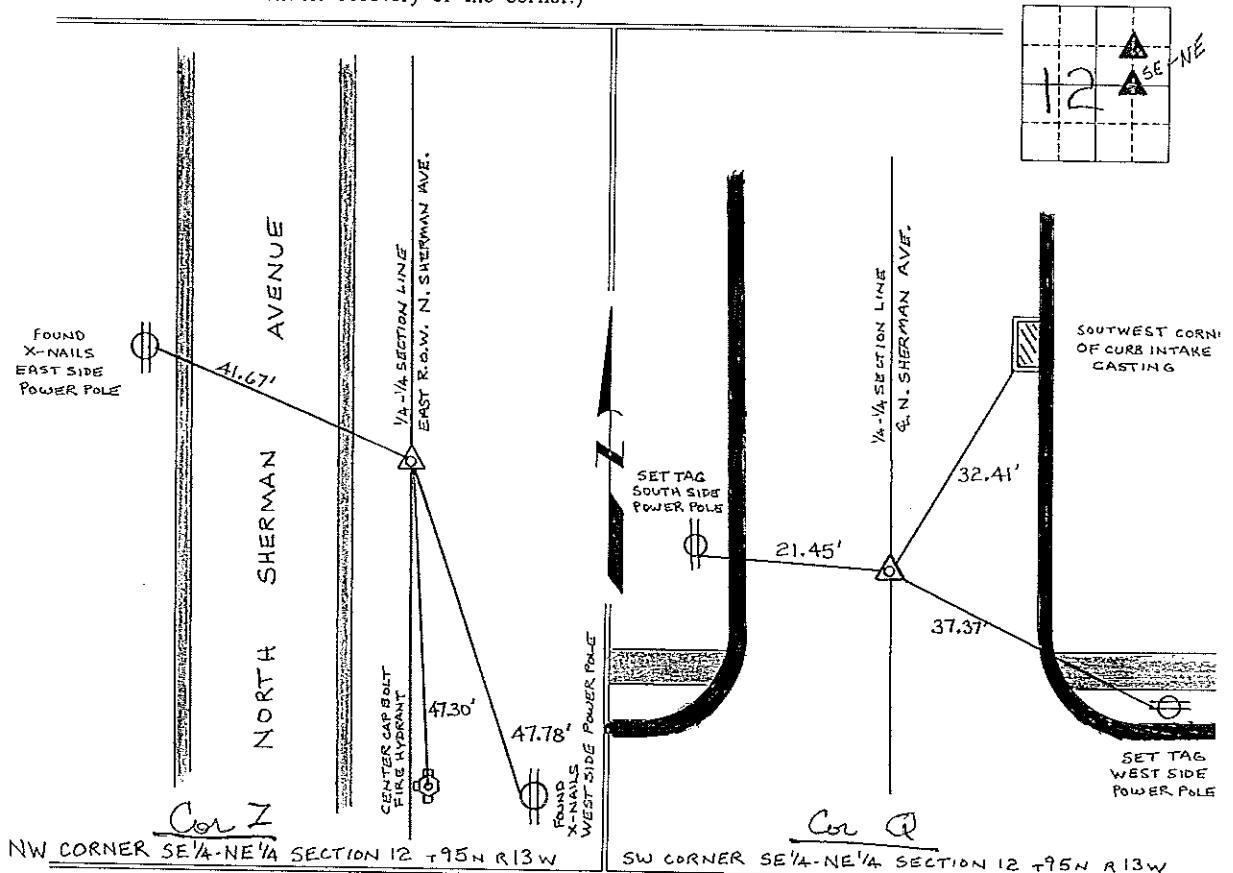 recovery of the corner.)
12
SE-NE
FOUND
X-NAILS
EAST SIDE
POWER POLE
41.67'
NORTH SHERMAN AVENUE
1/4-1/4 SECTION LINE
EAST R.O.W. N. SHERMAN AVE.
CENTER CAP BOLT
FIRE HYDRANT
47.30'
47.78'
FOUND
X-NAILS
WEST SIDE POWER POLE
Cor Z
NW CORNER SE1/4-NE1/4 SECTION 12 T95N R13W
N
SET TAG
SOUTH SIDE
POWER POLE
21.45'
1/4-1/4 SECTION LINE
℄ N. SHERMAN AVE.
SOUTWEST CORN
OF CURB INTAKE
CASTING
32.41'
37.37'
SET TAG
WEST SIDE
POWER POLE
Cor Q
SW CORNER SE1/4-NE1/4 SECTION 12 T95N R13W